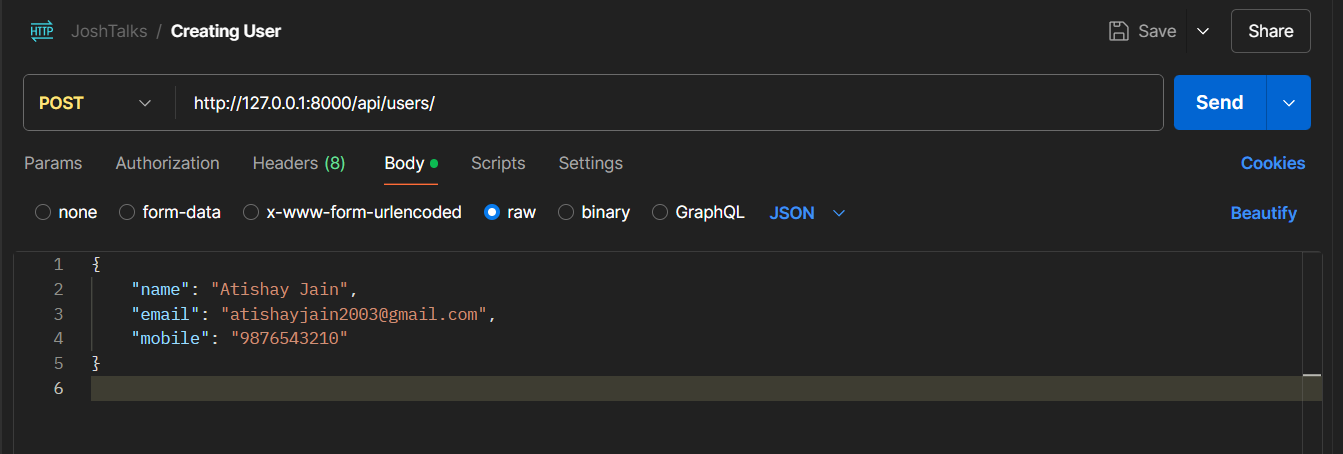 HTTP JoshTalks / Creating User Save Share
POST http://127.0.0.1:8000/api/users/ Send
Params Authorization Headers (8) Body Scripts Settings Cookies
none form-data x-www-form-urlencoded raw binary GraphQL JSON Beautify
1 {
2 "name": "Atishay Jain",
3 "email": "atishayjain2003@gmail.com",
4 "mobile": "9876543210"
5 }
6